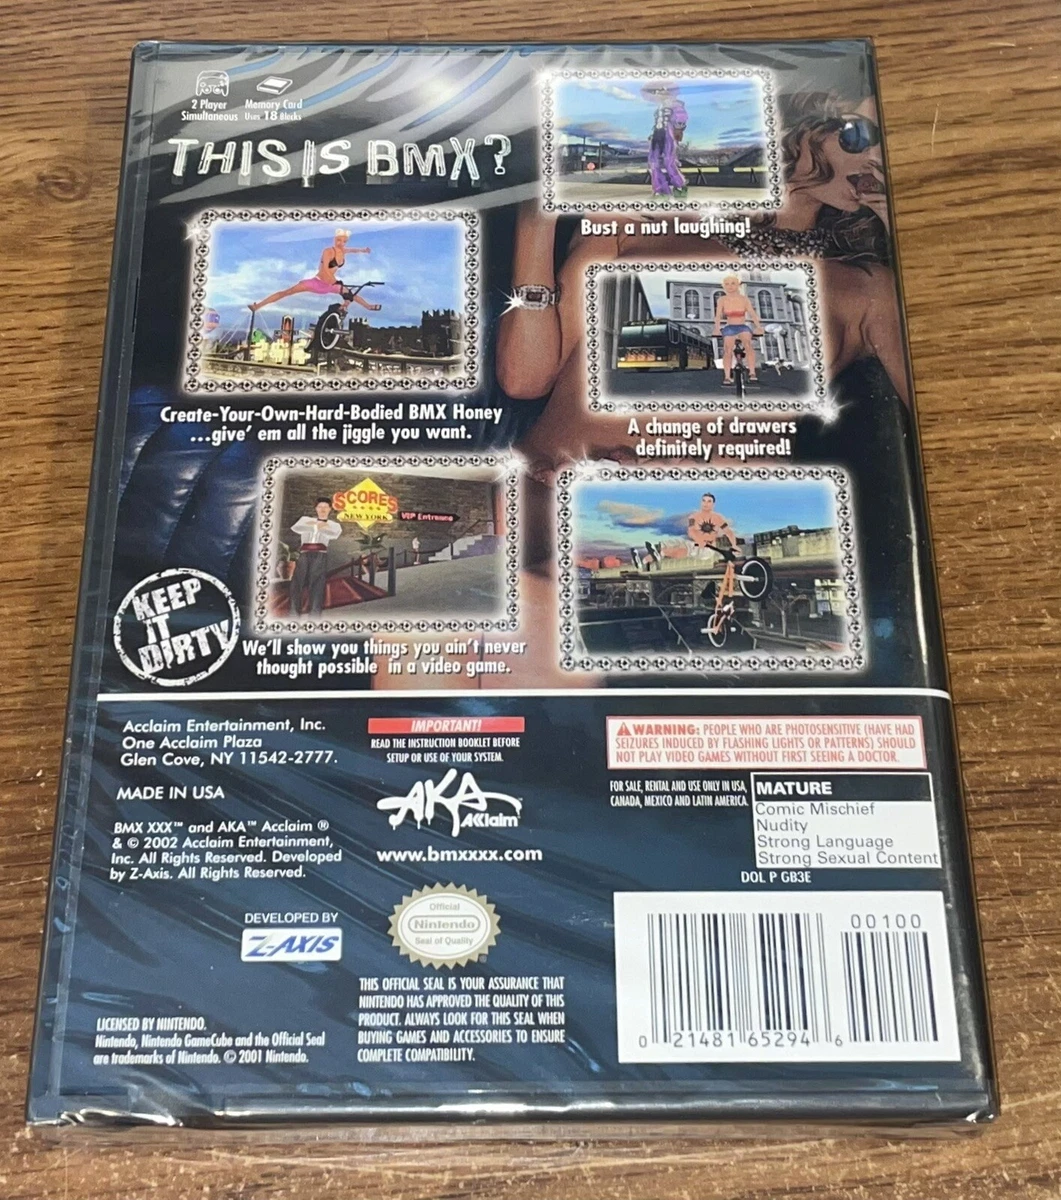 2 Player
Simultaneous
Memory Card
Uses 18 Blocks
THIS IS BMX?
Bust a nut laughing!
Create-Your-Own-Hard-Bodied BMX Honey
...give' em all the jiggle you want.
A change of drawers
definitely required!
SCORES
NEW YORK
VIP Entrance
KEEP
IT
DIRTY
We'll show you things you ain't never
thought possible in a video game.
Acclaim Entertainment, Inc.
One Acclaim Plaza
Glen Cove, NY 11542-2777.
MADE IN USA
BMX XXX™ and AKA™ Acclaim ®
& © 2002 Acclaim Entertainment,
Inc. All Rights Reserved. Developed
by Z-Axis. All Rights Reserved.
DEVELOPED BY
Z-AXIS
LICENSED BY NINTENDO.
Nintendo, Nintendo GameCube and the Official Seal
are trademarks of Nintendo. © 2001 Nintendo.
IMPORTANT!
READ THE INSTRUCTION BOOKLET BEFORE
SETUP OR USE OF YOUR SYSTEM.
AKA
Acclaim
www.bmxxxx.com
Official
Nintendo
Seal of Quality
THIS OFFICIAL SEAL IS YOUR ASSURANCE THAT
NINTENDO HAS APPROVED THE QUALITY OF THIS
PRODUCT. ALWAYS LOOK FOR THIS SEAL WHEN
BUYING GAMES AND ACCESSORIES TO ENSURE
COMPLETE COMPATIBILITY.
WARNING: PEOPLE WHO ARE PHOTOSENSITIVE (HAVE HAD
SEIZURES INDUCED BY FLASHING LIGHTS OR PATTERNS) SHOULD
NOT PLAY VIDEO GAMES WITHOUT FIRST SEEING A DOCTOR.
FOR SALE, RENTAL AND USE ONLY IN USA,
CANADA, MEXICO AND LATIN AMERICA.
MATURE
Comic Mischief
Nudity
Strong Language
Strong Sexual Content
DOL P GB3E
00100
0 21481 65294 6